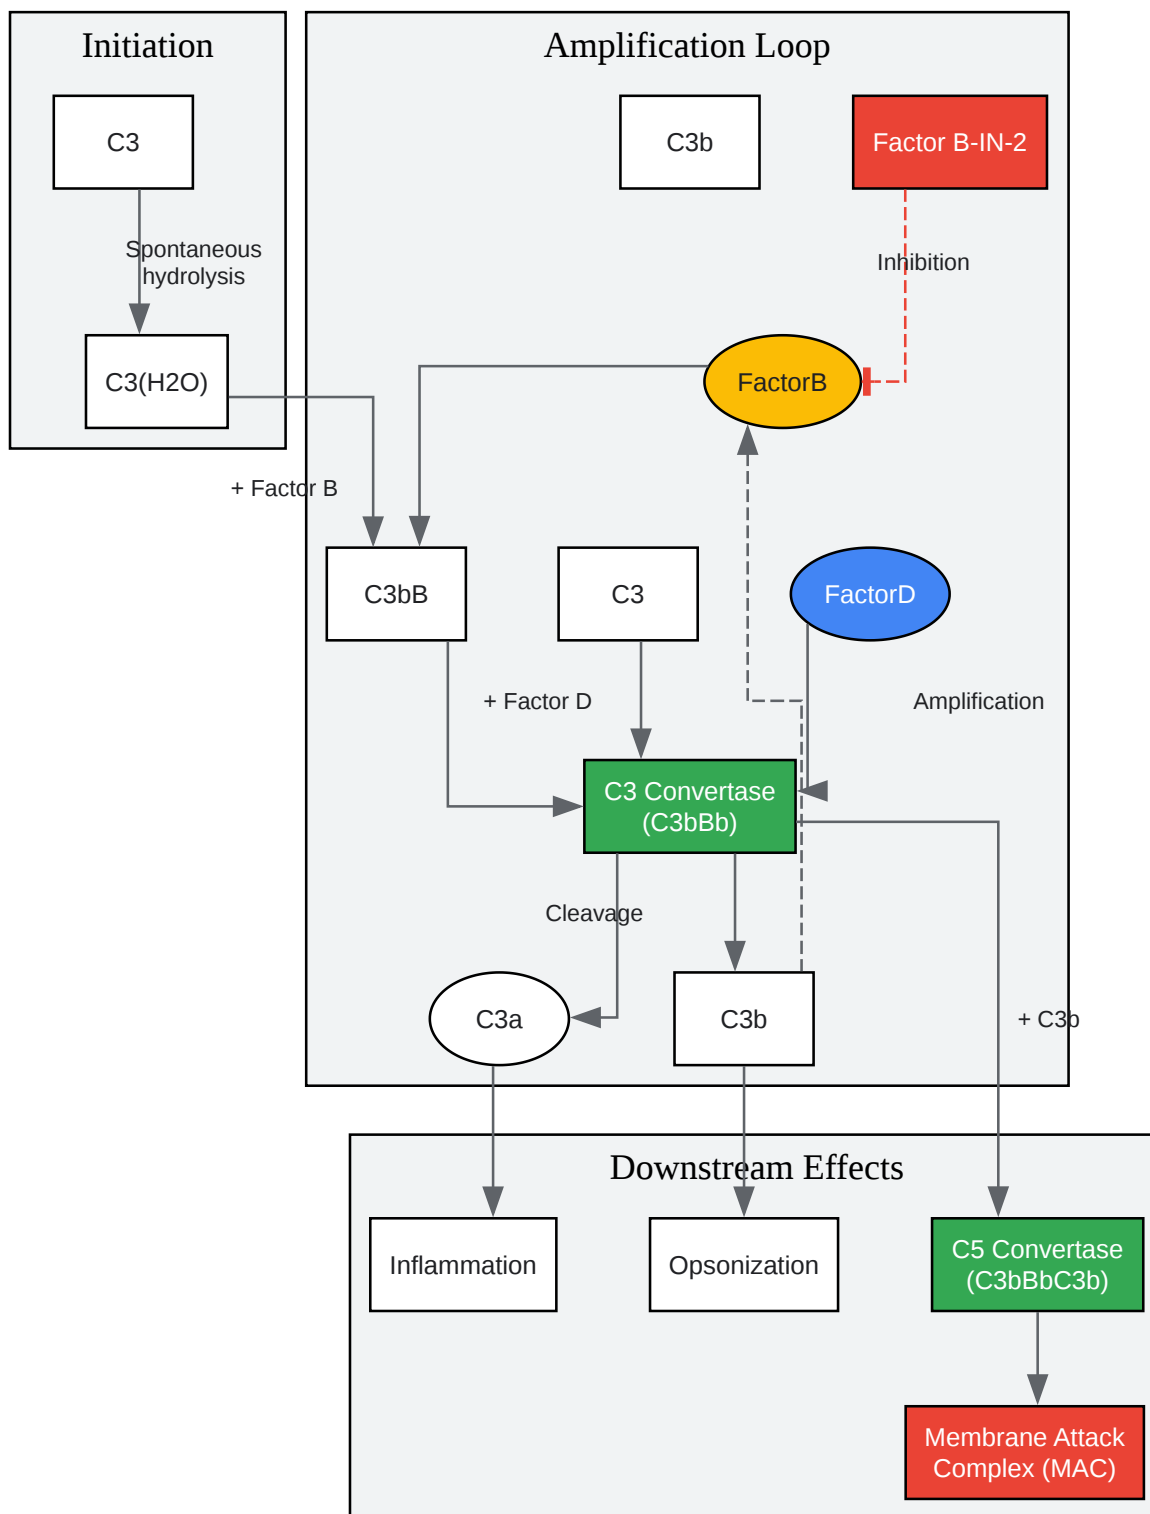 Initiation
Amplification Loop
C3
C3b
Factor B-IN-2
Spontaneous
hydrolysis
Inhibition
C3(H2O)
FactorB
+ Factor B
C3bB
C3
FactorD
+ Factor D
Amplification
C3 Convertase
(C3bBb)
Cleavage
C3a
C3b
+ C3b
Downstream Effects
Inflammation
Opsonization
C5 Convertase
(C3bBbC3b)
Membrane Attack
Complex (MAC)